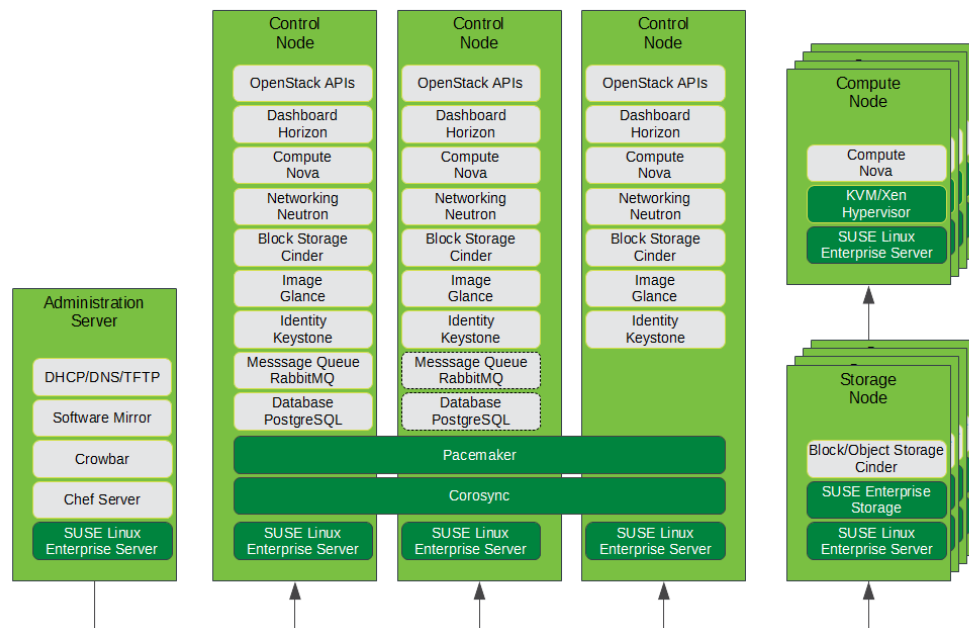 Administration
Server
DHCP/DNS/TFTP
Software Mirror
Crowbar
Chef Server
SUSE Linux
Enterprise Server
Control
Node
OpenStack APIs
Dashboard
Horizon
Compute
Nova
Networking
Neutron
Block Storage
Cinder
Image
Glance
Identity
Keystone
Messsage Queue
RabbitMQ
Database
PostgreSQL
Control
Node
OpenStack APIs
Dashboard
Horizon
Compute
Nova
Networking
Neutron
Block Storage
Cinder
Image
Glance
Identity
Keystone
Messsage Queue
RabbitMQ
Database
PostgreSQL
Control
Node
OpenStack APIs
Dashboard
Horizon
Compute
Nova
Networking
Neutron
Block Storage
Cinder
Image
Glance
Identity
Keystone
Pacemaker
Corosync
SUSE Linux
Enterprise Server
SUSE Linux
Enterprise Server
SUSE Linux
Enterprise Server
Compute
Node
Compute
Nova
KVM/Xen
Hypervisor
SUSE Linux
Enterprise Server
Storage
Node
Block/Object Storage
Cinder
SUSE Enterprise
Storage
SUSE Linux
Enterprise Server